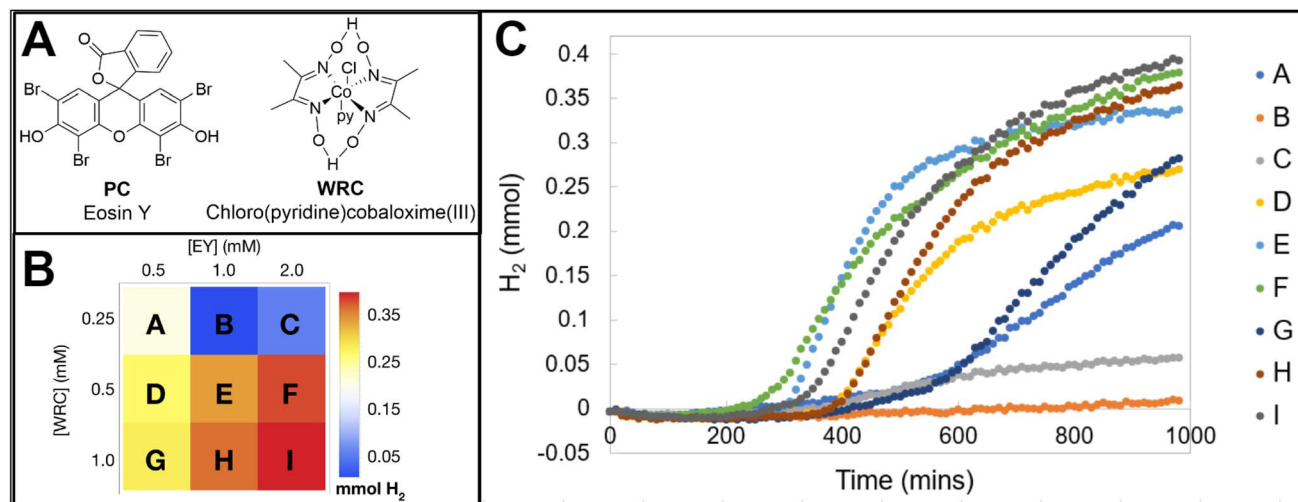 A
O
O
Br
Br
HO
O
OH
Br
Br
PC
Eosin Y
H
O
O
N
Cl
N
Co
N
py
N
O
O
H
WRC
Chloro(pyridine)cobaloxime(III)
B
[EY] (mM)
0.5 1.0 2.0
[WRC] (mM)
0.25
A B C
0.5
D E F
1.0
G H I
0.35
0.25
0.15
0.05
mmol H₂
C
H₂ (mmol)
0.4
0.35
0.3
0.25
0.2
0.15
0.1
0.05
0
-0.05
0 200 400 600 800 1000
Time (mins)
A
B
C
D
E
F
G
H
I